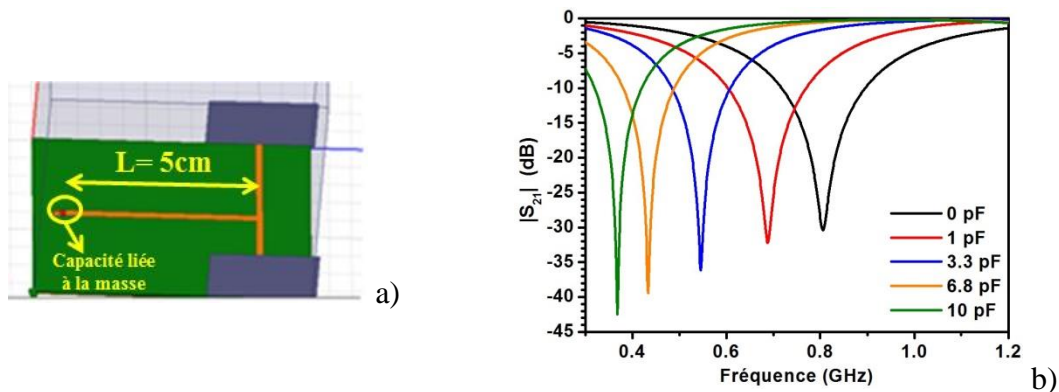 L= 5cm
Capacité liée
à la masse
a)
0
-5
-10
-15
-20
-25
-30
-35
-40
-45
|S21| (dB)
0 pF
1 pF
3.3 pF
6.8 pF
10 pF
0.4 0.6 0.8 1.0 1.2
Fréquence (GHz)
b)